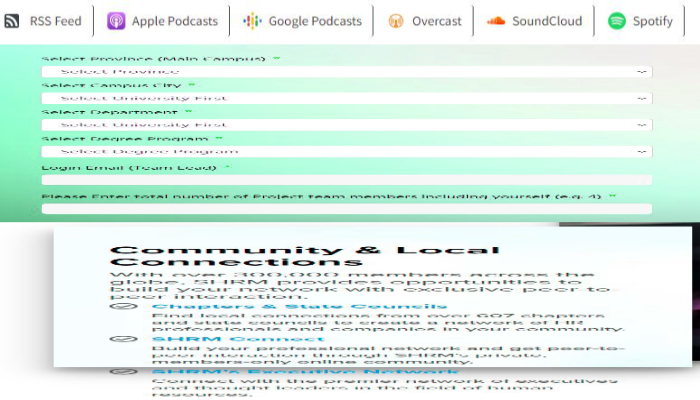 RSS Feed Apple Podcasts Google Podcasts Overcast SoundCloud Spotify
Select Province (Main Campus) *
Select Province
Select Campus City *
Select University First
Select Department *
Select University First
Select Degree Program *
Select Degree Program
Login Email (Team Lead) *
Please Enter total number of Project team members including yourself (e.g. 4) *
Community & Local
Connections
With over 300,000 members across the
globe, SHRM provides opportunities to
build your network with exclusive peer-to-
peer interaction.
Chapters & State Councils
Find local connections from over 607 chapters
and state councils to create a network of HR
professionals and companies in your community.
SHRM Connect
Build your professional network and get peer-to-
peer interaction through SHRM's private,
members-only online community.
SHRM's Executive Network
Connect with the premier network of executives
and thought leaders in the field of human
resources.